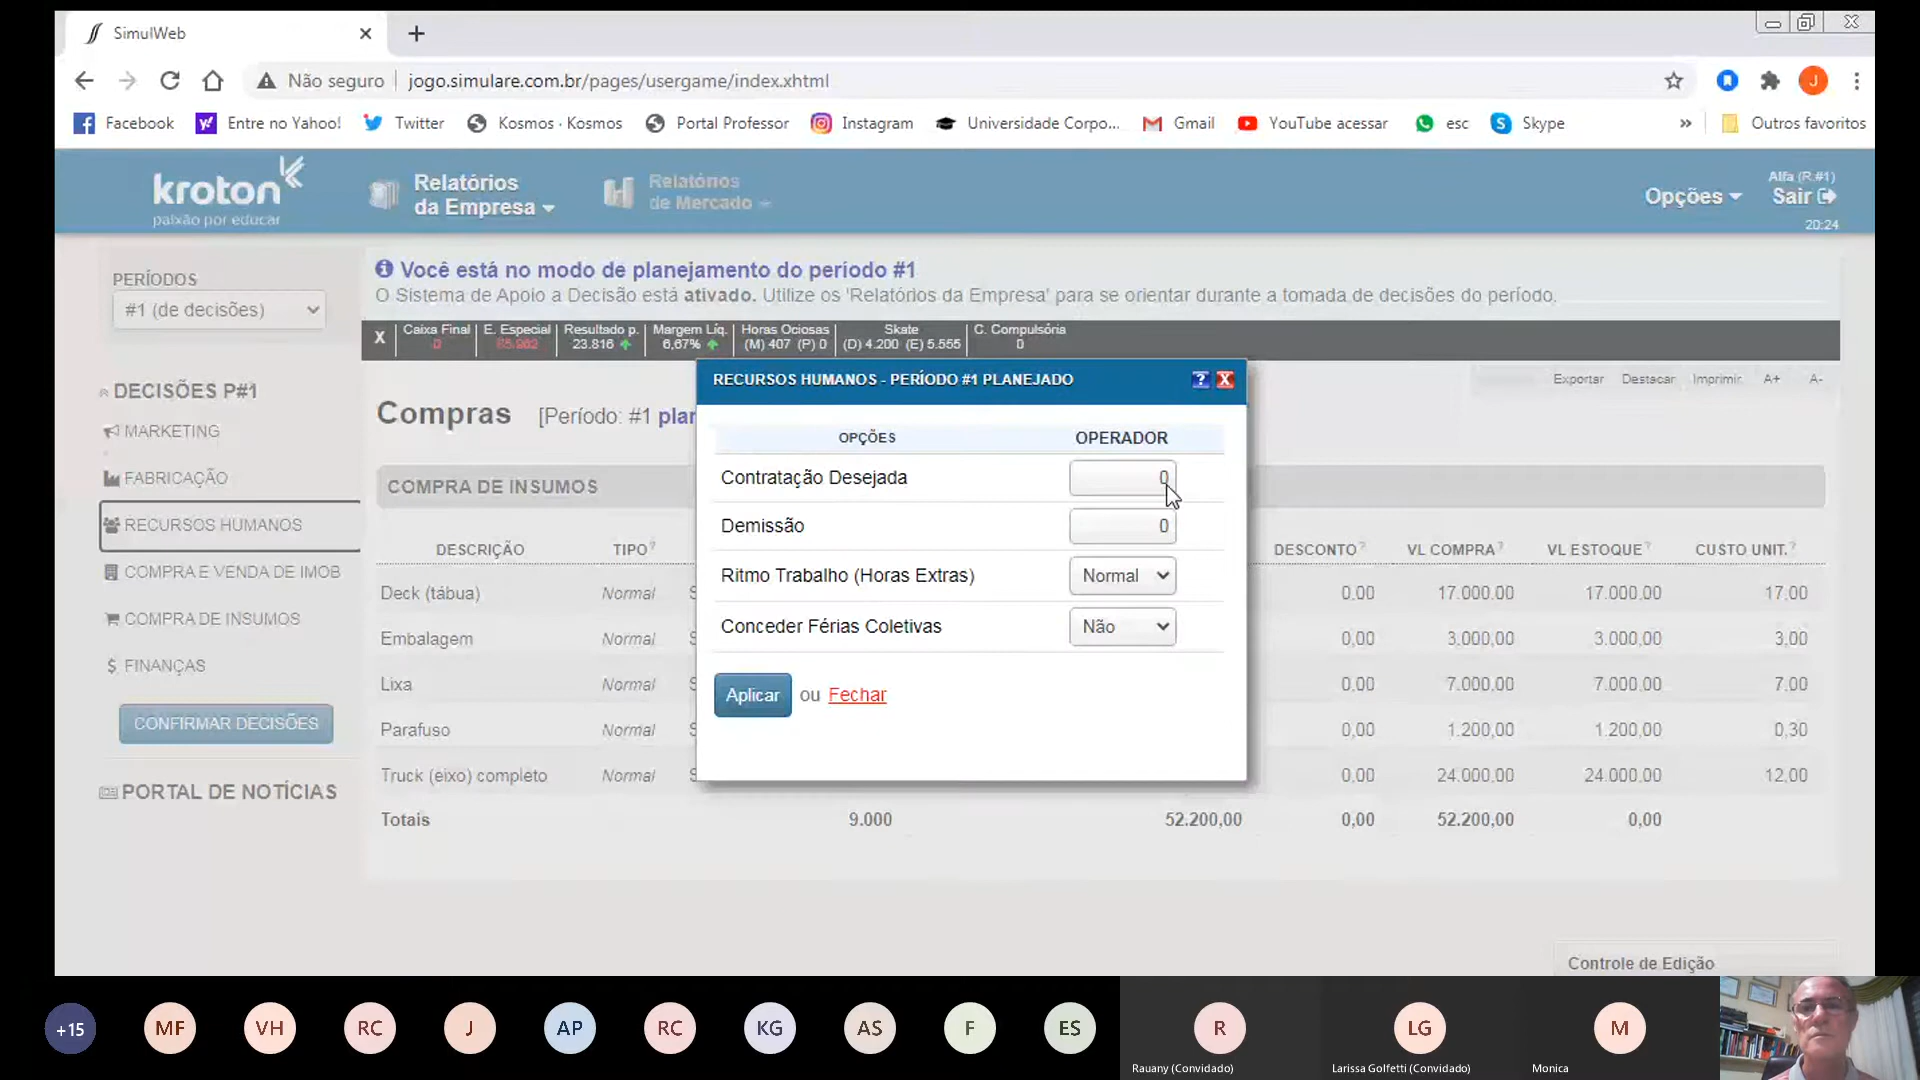 SimulWeb
Não seguro
jogo.simulare.com.br/pages/usergame/index.xhtml
J
Facebook
Entre no Yahoo!
Twitter
Kosmos · Kosmos
Portal Professor
Instagram
Universidade Corpo...
Gmail
YouTube acessar
esc
Skype
»
Outros favoritos
kroton
paixão por educar
Relatórios
da Empresa
Relatórios
de Mercado
Opções
Alfa (R.#1)
Sair
20:24
PERÍODOS
#1 (de decisões)
DECISÕES P#1
MARKETING
FABRICAÇÃO
RECURSOS HUMANOS
COMPRA E VENDA DE IMOB
COMPRA DE INSUMOS
$ FINANÇAS
CONFIRMAR DECISÕES
PORTAL DE NOTÍCIAS
Você está no modo de planejamento do período #1
O Sistema de Apoio a Decisão está ativado. Utilize os 'Relatórios da Empresa' para se orientar durante a tomada de decisões do período.
X
Caixa Final E. Especial Resultado p. Margem Líq. Horas Ociosas Skate C. Compulsória
0 23.816 6,67% (M) 407 (P) 0 (D) 4.200 (E) 5.555 0
Exportar Destacar Imprimir A+ A-
Compras [Período: #1 plan
COMPRA DE INSUMOS
DESCRIÇÃO TIPO? DESCONTO? VL COMPRA? VL ESTOQUE? CUSTO UNIT.?
Deck (tábua) Normal S 0,00 17.000,00 17.000,00 17,00
Embalagem Normal S 0,00 3.000,00 3.000,00 3,00
Lixa Normal S 0,00 7.000,00 7.000,00 7,00
Parafuso Normal S 0,00 1.200,00 1.200,00 0,30
Truck (eixo) completo Normal S 0,00 24.000,00 24.000,00 12,00
Totais 9.000 52.200,00 0,00 52.200,00 0,00
RECURSOS HUMANOS - PERÍODO #1 PLANEJADO
? X
OPÇÕES OPERADOR
Contratação Desejada 0
Demissão 0
Ritmo Trabalho (Horas Extras) Normal
Conceder Férias Coletivas Não
Aplicar ou Fechar
Controle de Edição
+15 MF VH RC J AP RC KG AS F ES R LG M
Rauany (Convidado) Larissa Golfetti (Convidado) Monica